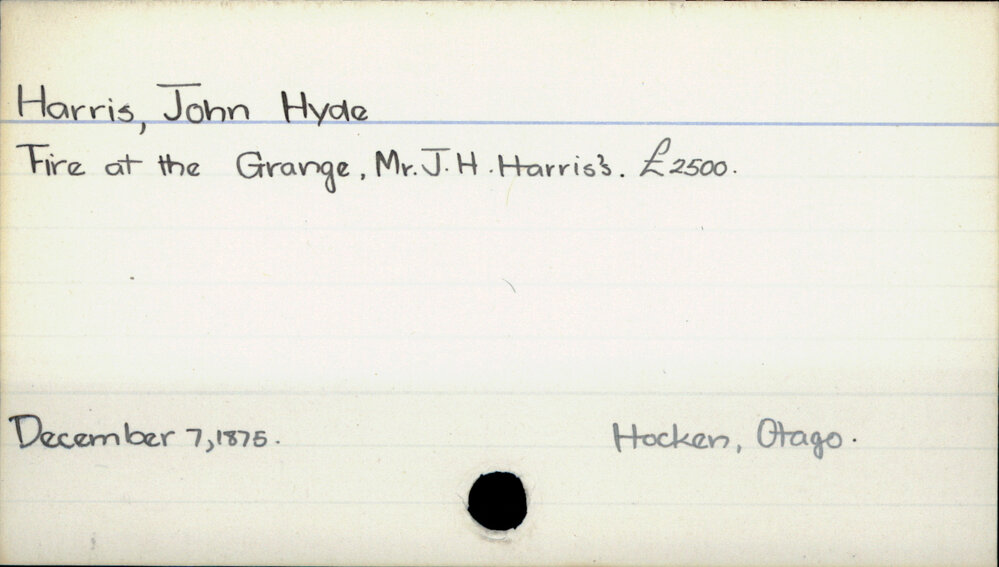 Harris, John Hyde
Fire at the Grange, Mr. J. H. Harris's. £2500.
December 7, 1875.
Hocken, Otago.